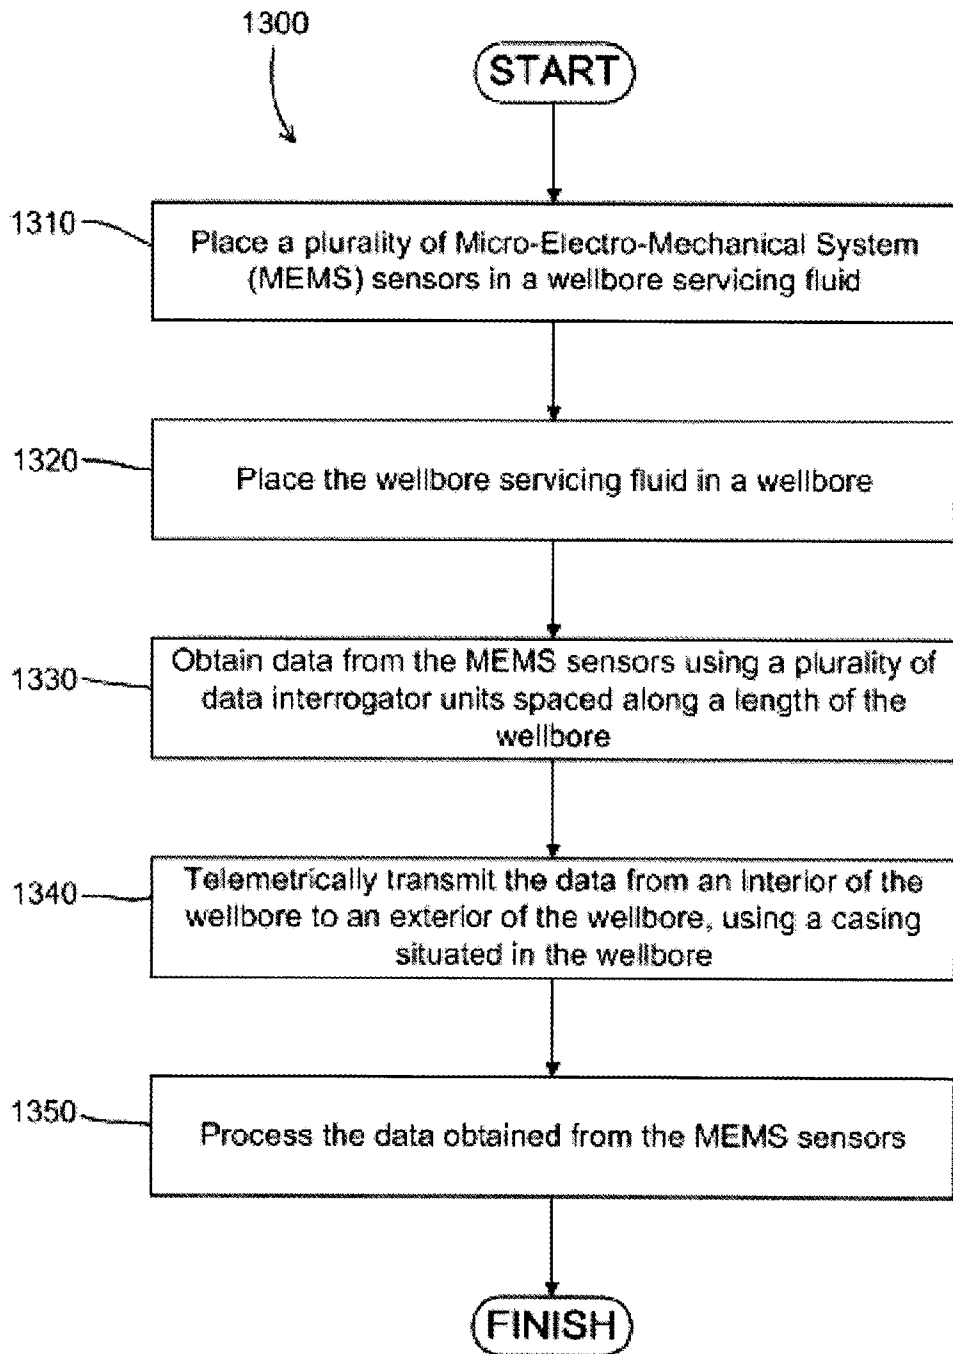 1300
START
1310
Place a plurality of Micro-Electro-Mechanical System
(MEMS) sensors in a wellbore servicing fluid
1320
Place the wellbore servicing fluid in a wellbore
1330
Obtain data from the MEMS sensors using a plurality of
data interrogator units spaced along a length of the
wellbore
1340
Telemetrically transmit the data from an interior of the
wellbore to an exterior of the wellbore, using a casing
situated in the wellbore
1350
Process the data obtained from the MEMS sensors
FINISH